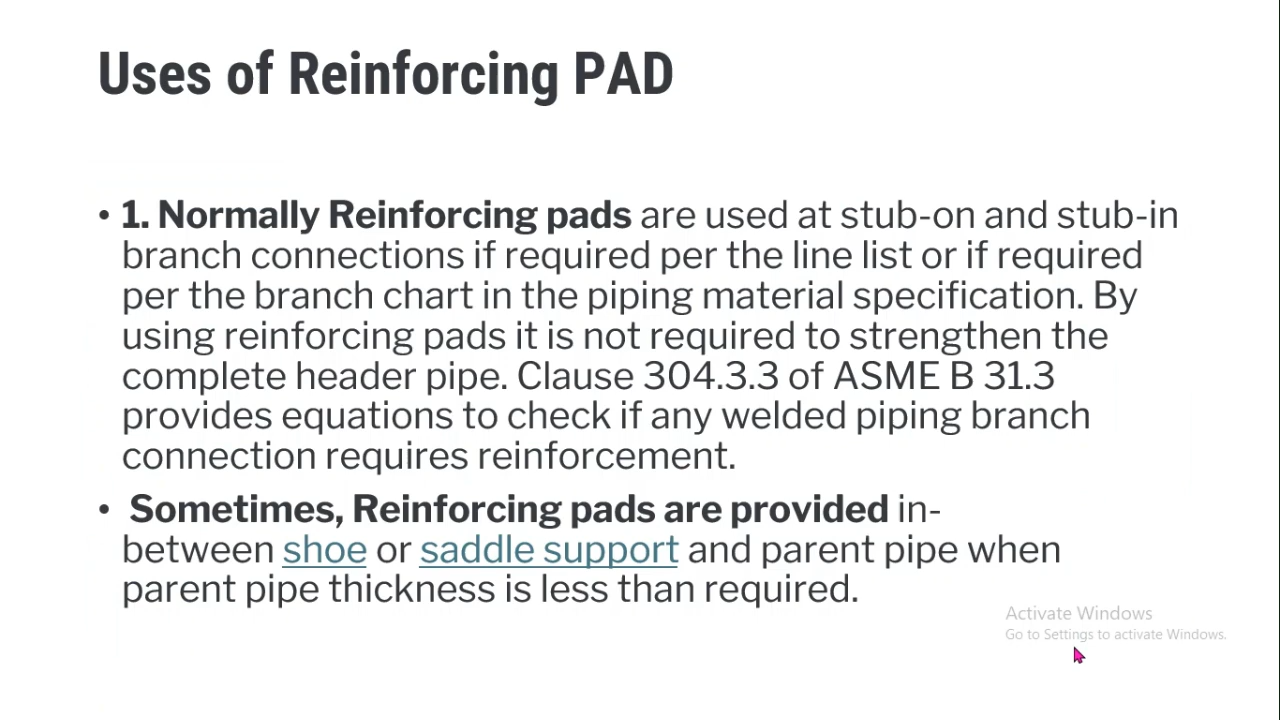 Uses of Reinforcing PAD
• 1. Normally Reinforcing pads are used at stub-on and stub-in
branch connections if required per the line list or if required
per the branch chart in the piping material specification. By
using reinforcing pads it is not required to strengthen the
complete header pipe. Clause 304.3.3 of ASME B 31.3
provides equations to check if any welded piping branch
connection requires reinforcement.
• Sometimes, Reinforcing pads are provided in-
between shoe or saddle support and parent pipe when
parent pipe thickness is less than required.
Activate Windows
Go to Settings to activate Windows.